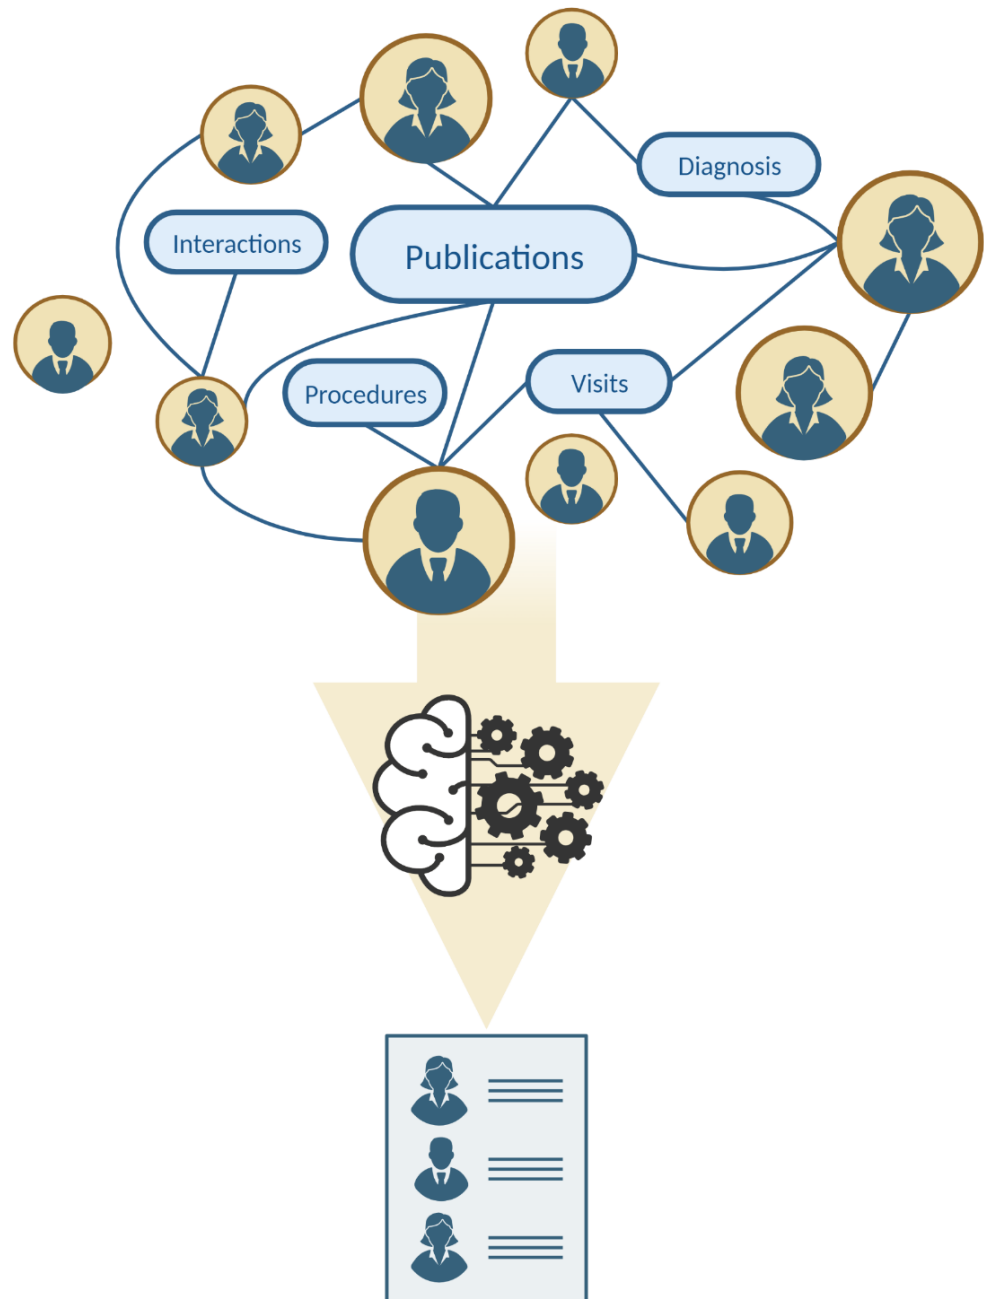 Diagnosis
Interactions
Publications
Procedures
Visits